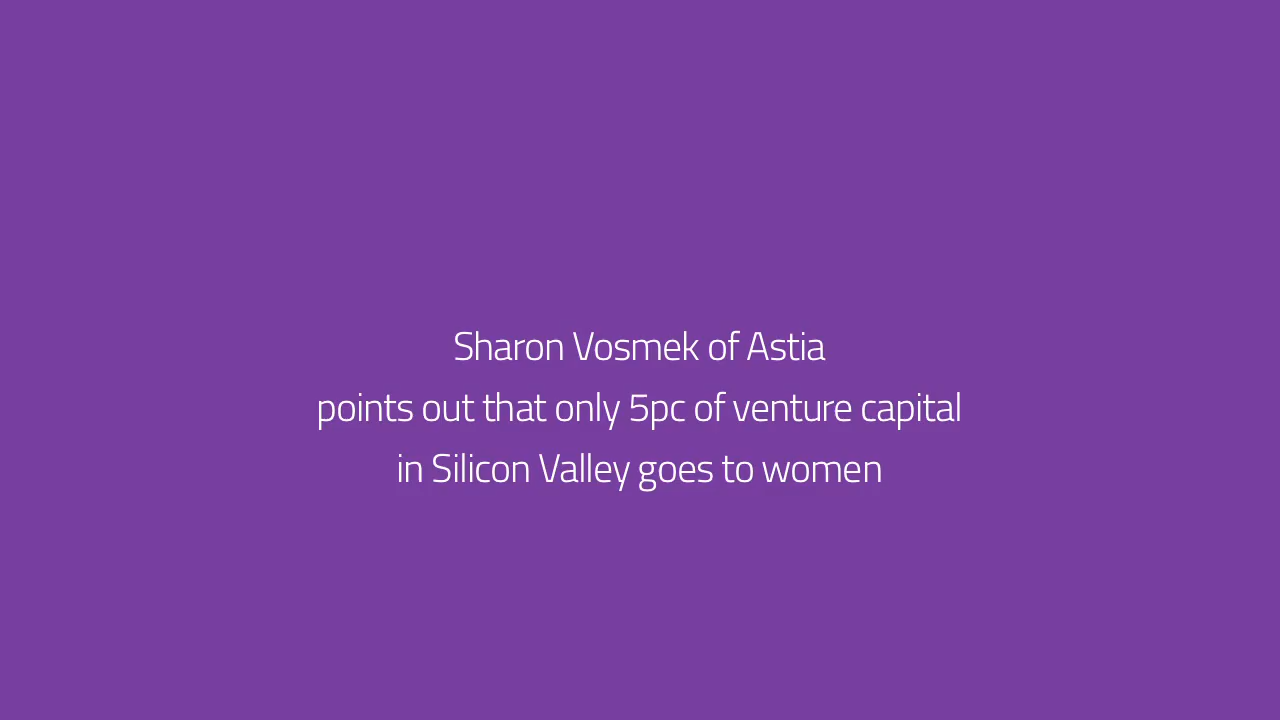 Sharon Vosmek of Astia
points out that only 5pc of venture capital
in Silicon Valley goes to women